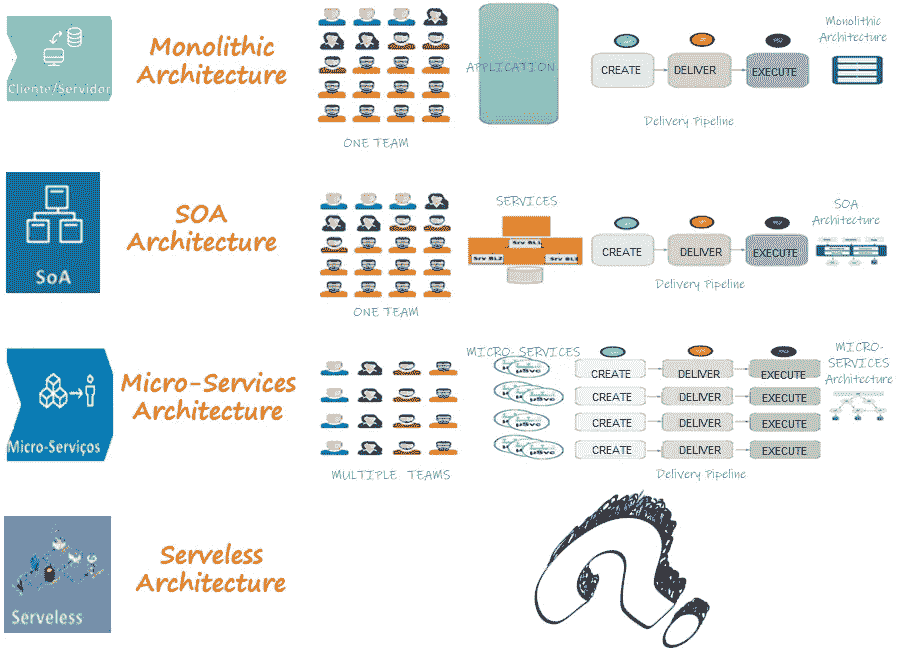 Cliente/Servidor
Monolithic
Architecture
ONE TEAM
APPLICATION
CREATE
DELIVER
EXECUTE
Delivery Pipeline
Monolithic
Architecture
SoA
SOA
Architecture
ONE TEAM
SERVICES
Srv BL1
Srv BL2
CREATE
DELIVER
EXECUTE
Delivery Pipeline
SOA
Architecture
Micro-Serviços
Micro-Services
Architecture
MULTIPLE TEAMS
MICRO- SERVICES
µSvc
µSvc
µSvc
µSvc
CREATE
DELIVER
EXECUTE
CREATE
DELIVER
EXECUTE
CREATE
DELIVER
EXECUTE
CREATE
DELIVER
EXECUTE
Delivery Pipeline
MICRO-
SERVICES
Architecture
Serveless
Serveless
Architecture